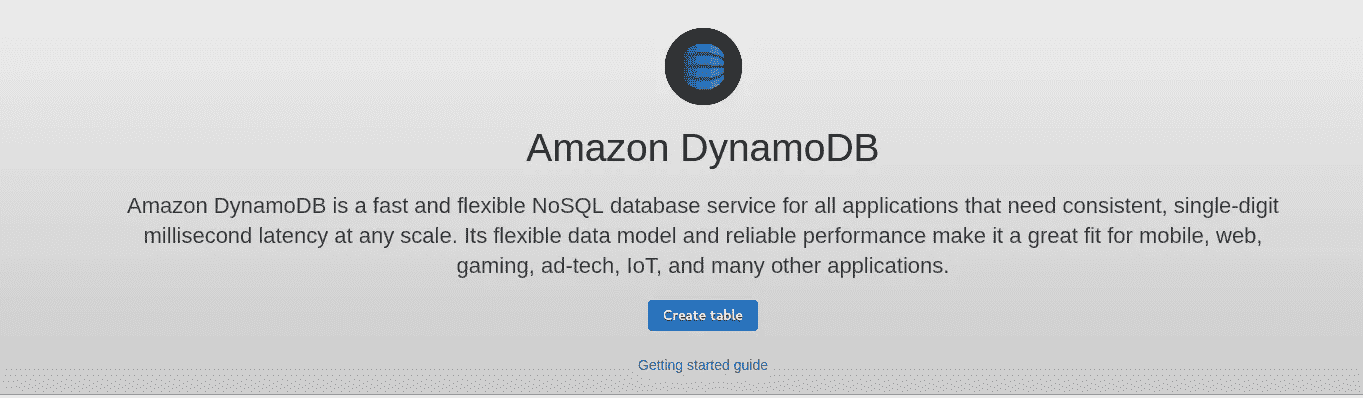 Amazon DynamoDB
Amazon DynamoDB is a fast and flexible NoSQL database service for all applications that need consistent, single-digit
millisecond latency at any scale. Its flexible data model and reliable performance make it a great fit for mobile, web,
gaming, ad-tech, IoT, and many other applications.
Create table
Getting started guide